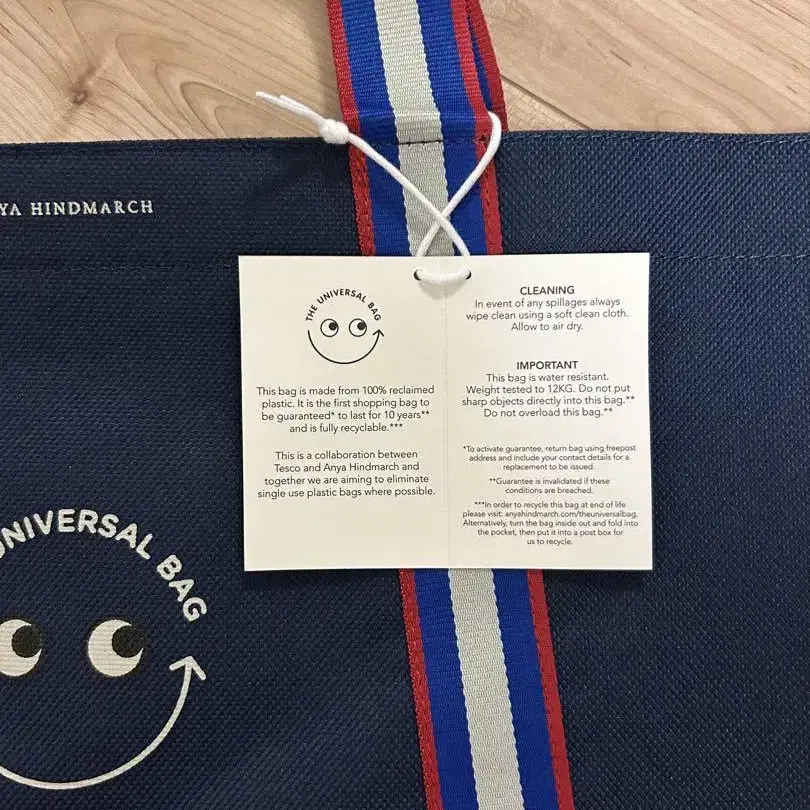 YA HINDMARCH
THE UNIVERSAL BAG
This bag is made from 100% reclaimed
plastic. It is the first shopping bag to
be guaranteed* to last for 10 years**
and is fully recyclable.***
This is a collaboration between
Tesco and Anya Hindmarch and
together we are aiming to eliminate
single use plastic bags where possible.
CLEANING
In event of any spillages always
wipe clean using a soft clean cloth.
Allow to air dry.
IMPORTANT
This bag is water resistant.
Weight tested to 12KG. Do not put
sharp objects directly into this bag.**
Do not overload this bag.**
*To activate guarantee, return bag using freepost
address and include your contact details for a
replacement to be issued.
**Guarantee is invalidated if these
conditions are breached.
***In order to recycle this bag at end of life
please visit: anyahindmarch.com/theuniversalbag.
Alternatively, turn the bag inside out and fold into
the pocket, then put it into a post box for
us to recycle.
UNIVERSAL BAG